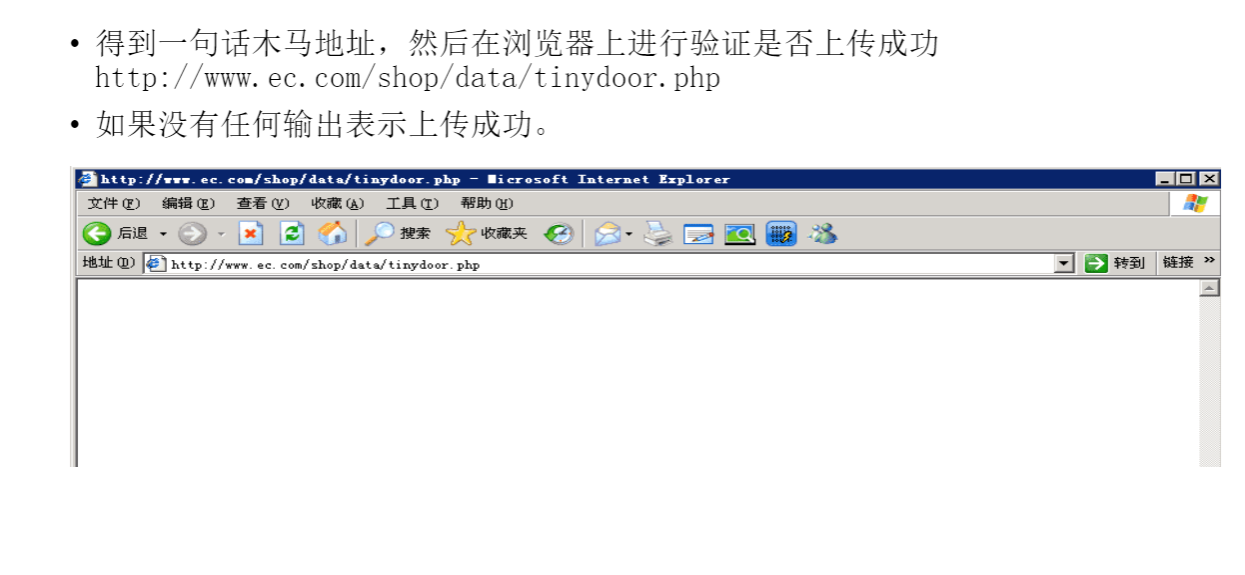 • 得到一句话木马地址，然后在浏览器上进行验证是否上传成功
http://www.ec.com/shop/data/tinydoor.php
• 如果没有任何输出表示上传成功。
http://www.ec.com/shop/data/tinydoor.php - Microsoft Internet Explorer
文件(F) 编辑(E) 查看(V) 收藏(A) 工具(T) 帮助(H)
后退 搜索 收藏夹
地址(D) http://www.ec.com/shop/data/tinydoor.php 转到 链接 »